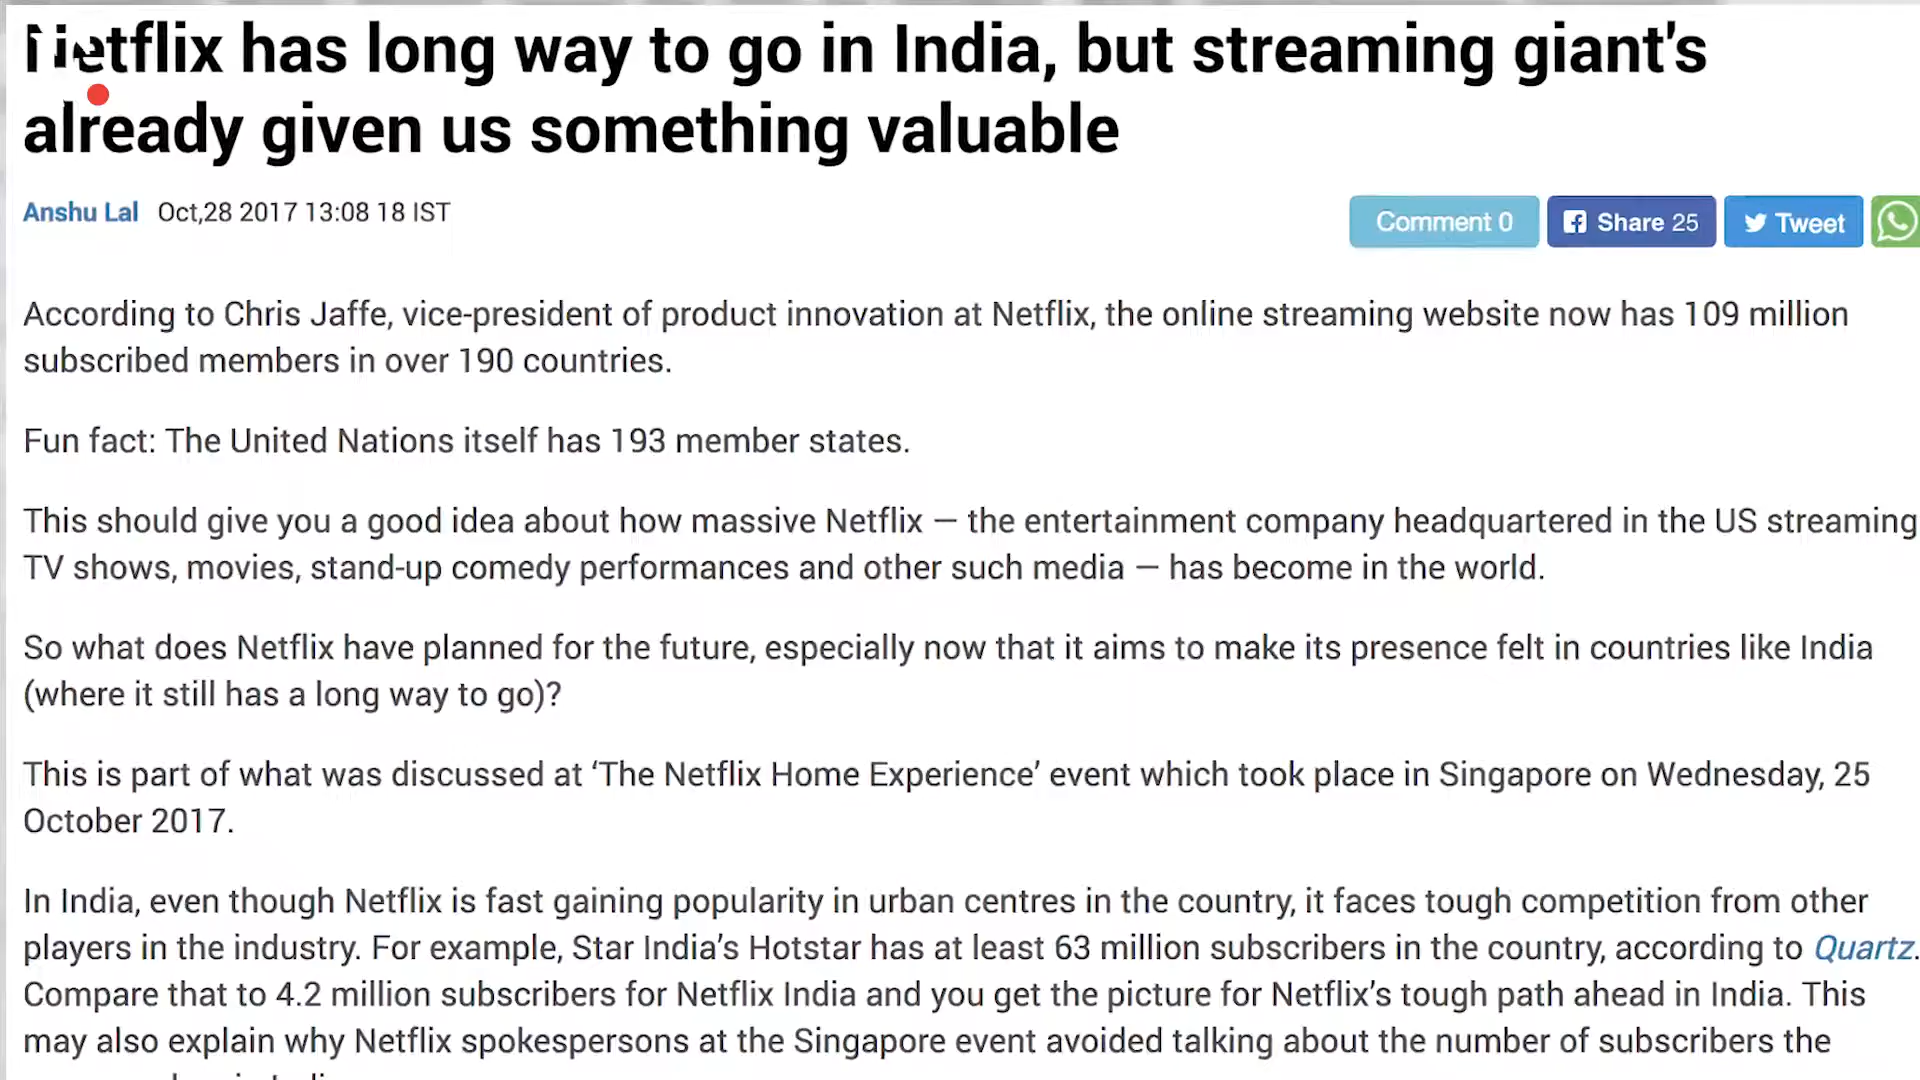 Netflix has long way to go in India, but streaming giant's
already given us something valuable
Anshu Lal Oct,28 2017 13:08 18 IST
Comment 0 Share 25 Tweet
According to Chris Jaffe, vice-president of product innovation at Netflix, the online streaming website now has 109 million
subscribed members in over 190 countries.
Fun fact: The United Nations itself has 193 member states.
This should give you a good idea about how massive Netflix — the entertainment company headquartered in the US streaming
TV shows, movies, stand-up comedy performances and other such media — has become in the world.
So what does Netflix have planned for the future, especially now that it aims to make its presence felt in countries like India
(where it still has a long way to go)?
This is part of what was discussed at ‘The Netflix Home Experience’ event which took place in Singapore on Wednesday, 25
October 2017.
In India, even though Netflix is fast gaining popularity in urban centres in the country, it faces tough competition from other
players in the industry. For example, Star India’s Hotstar has at least 63 million subscribers in the country, according to Quartz.
Compare that to 4.2 million subscribers for Netflix India and you get the picture for Netflix’s tough path ahead in India. This
may also explain why Netflix spokespersons at the Singapore event avoided talking about the number of subscribers the